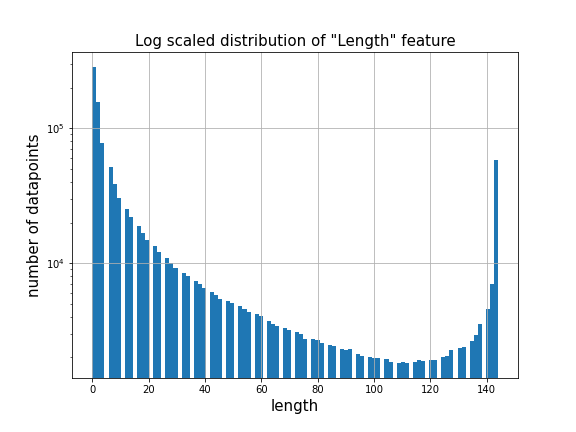 Log scaled distribution of "Length" feature
number of datapoints
10^5
10^4
0 20 40 60 80 100 120 140
length